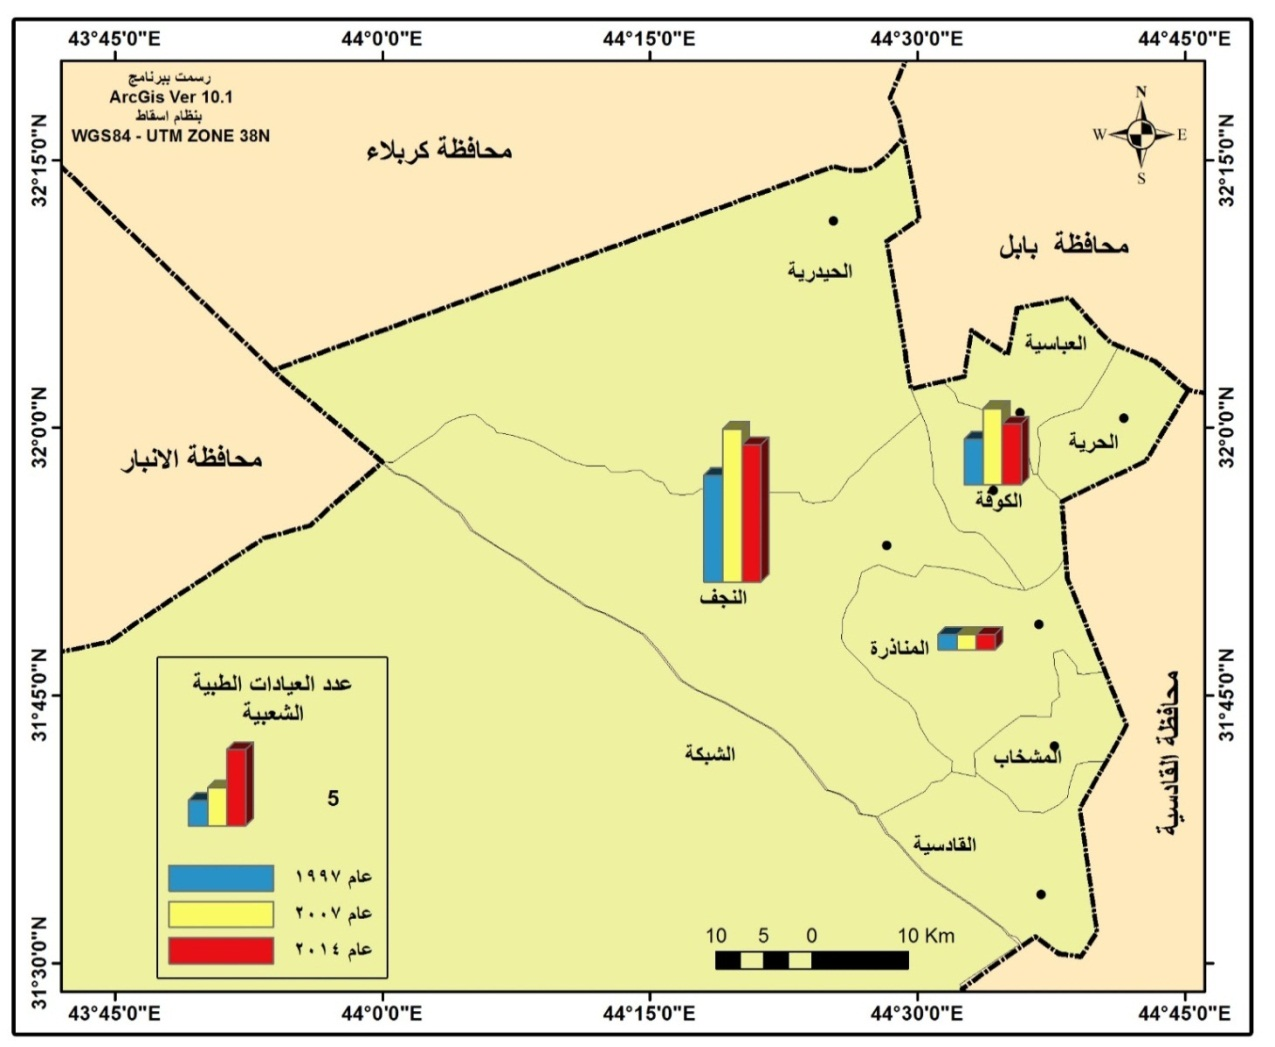 43°45'0"E 44°0'0"E 44°15'0"E 44°30'0"E 44°45'0"E
رسمت ببرنامج
ArcGis Ver 10.1
بنظام اسقاط
WGS84 - UTM ZONE 38N
N
W E
S
32°15'0"N 32°15'0"N
محافظة كربلاء
محافظة بابل
الحيدرية
العباسية
32°0'0"N 32°0'0"N
الحرية
محافظة الانبار
الكوفة
النجف
المناذرة
31°45'0"N 31°45'0"N
الشبكة
المشخاب
محافظة القادسية
القادسية
عدد العيادات الطبية
الشعبية
5
عام ١٩٩٧
عام ٢٠٠٧
عام ٢٠١٤
10 5 0 10 Km
31°30'0"N
43°45'0"E 44°0'0"E 44°15'0"E 44°30'0"E 44°45'0"E